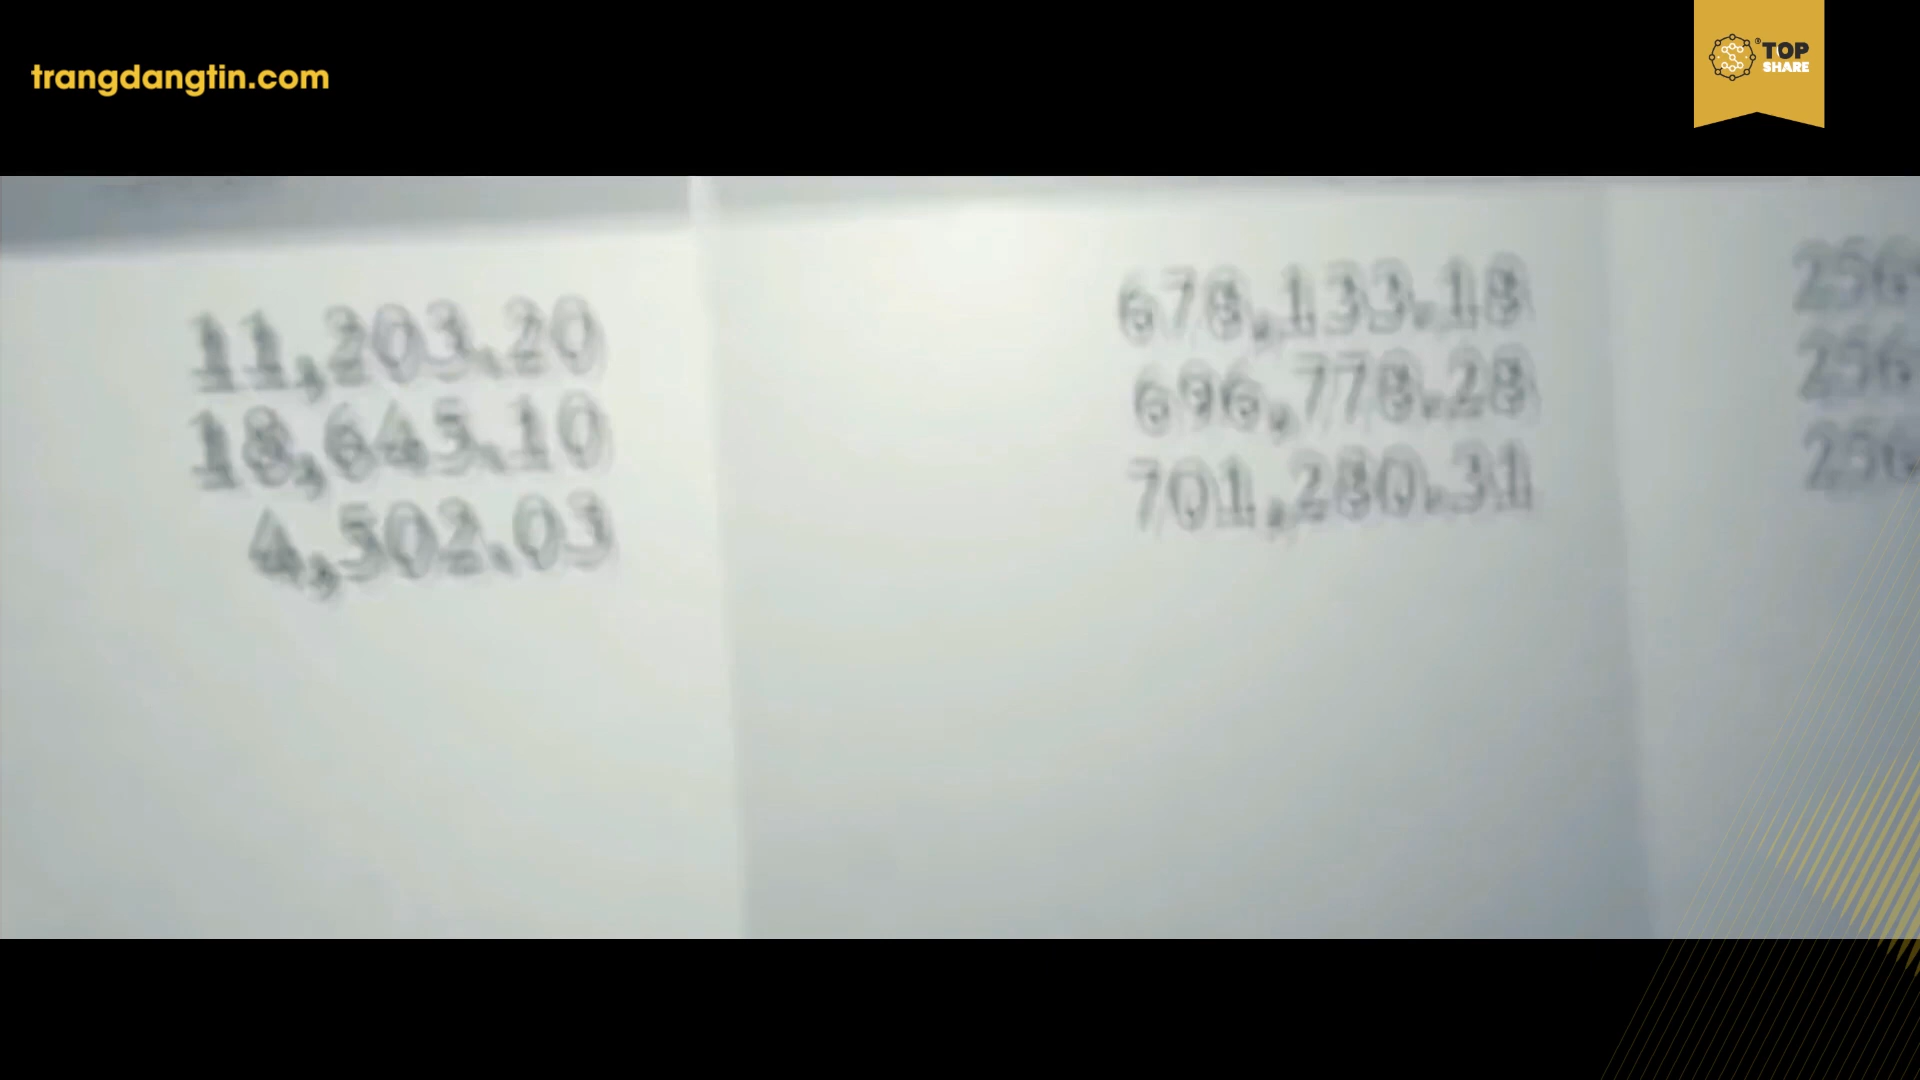 trangdangtin.com
TOP
SHARE
11,203.20 678,133.18 256
18,645.10 696,778.28 256
4,502.03 701,280.31 256